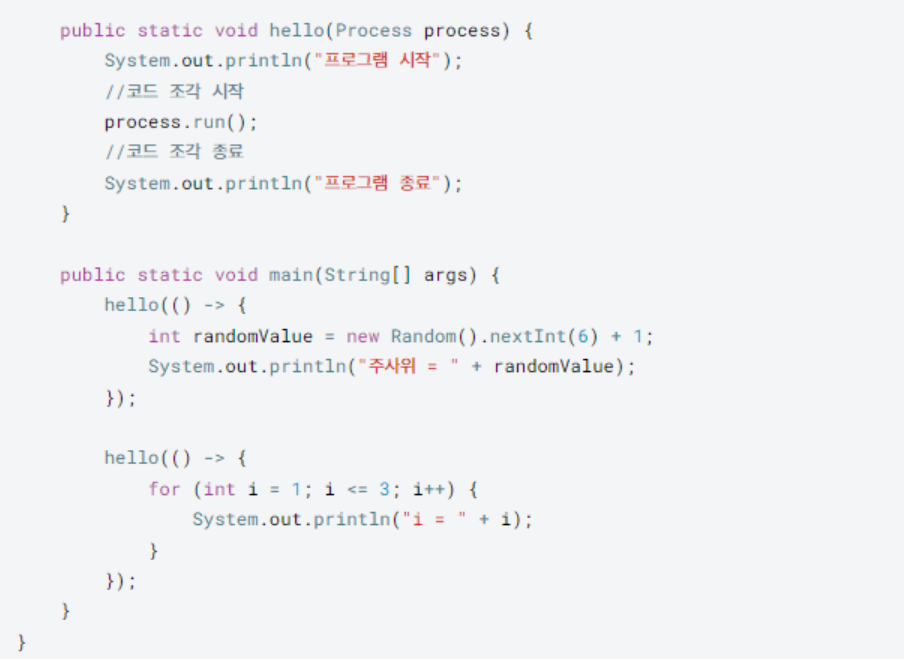 public static void hello(Process process) {
System.out.println("프로그램 시작");
//코드 조각 시작
process.run();
//코드 조각 종료
System.out.println("프로그램 종료");
}
public static void main(String[] args) {
hello(() -> {
int randomValue = new Random().nextInt(6) + 1;
System.out.println("주사위 = " + randomValue);
});
hello(() -> {
for (int i = 1; i <= 3; i++) {
System.out.println("i = " + i);
}
});
}
}